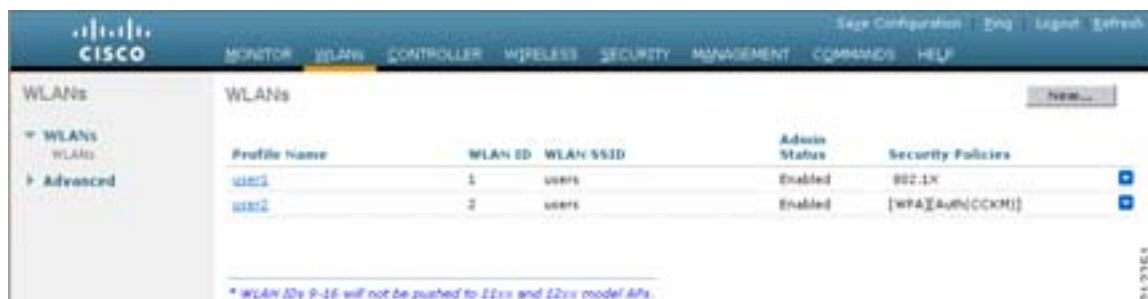 Save Configuration Ping Logout Refresh
CISCO
MONITOR WLANs CONTROLLER WIRELESS SECURITY MANAGEMENT COMMANDS HELP
WLANs
WLANs
WLANs
Advanced
WLANs
New...
Profile Name WLAN ID WLAN SSID Admin Status Security Policies
user1 1 users Enabled 802.1X
user2 2 users Enabled [WPA][Auth(CCKM)]
* WLAN IDs 9-16 will not be pushed to 11xx and 12xx model APs.